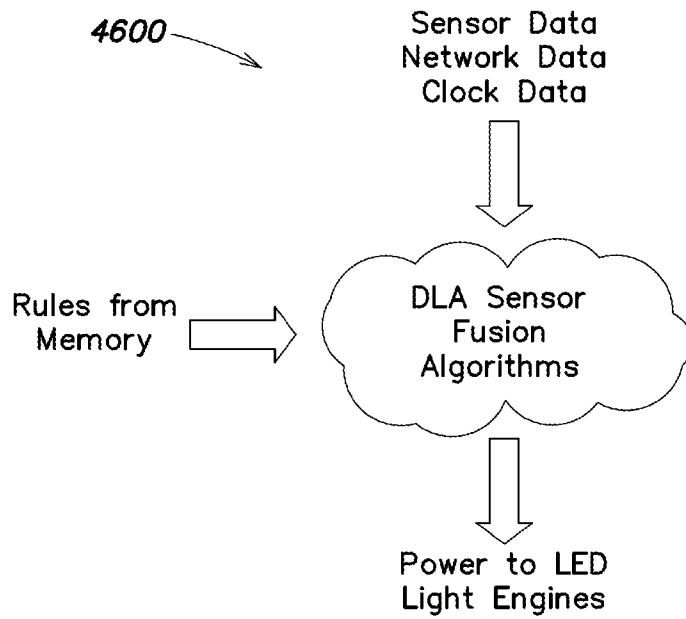 4600
Sensor Data
Network Data
Clock Data
Rules from
Memory
DLA Sensor
Fusion
Algorithms
Power to LED
Light Engines